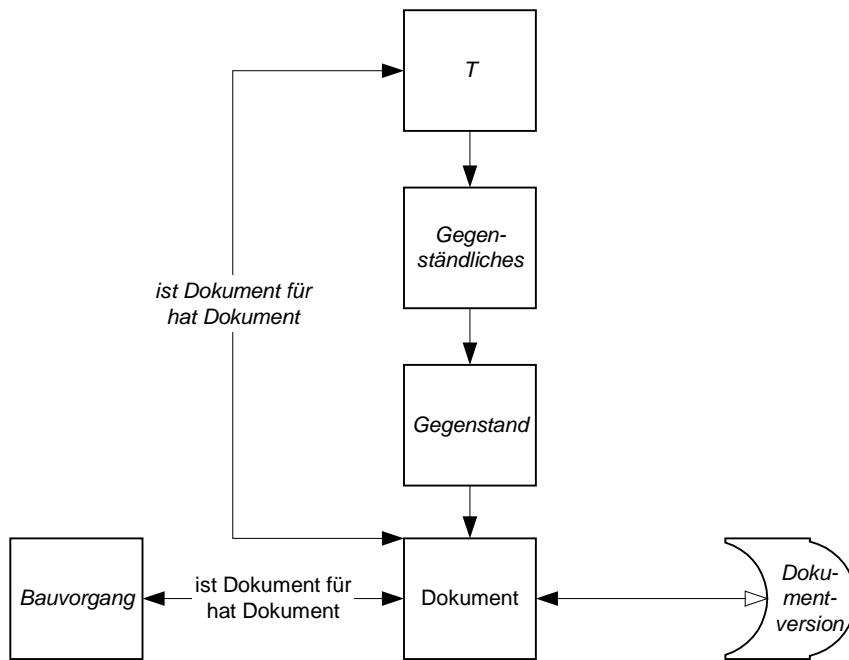 T
Gegen-
ständliches
ist Dokument für
hat Dokument
Gegenstand
Bauvorgang
ist Dokument für
hat Dokument
Dokument
Doku-
ment-
version